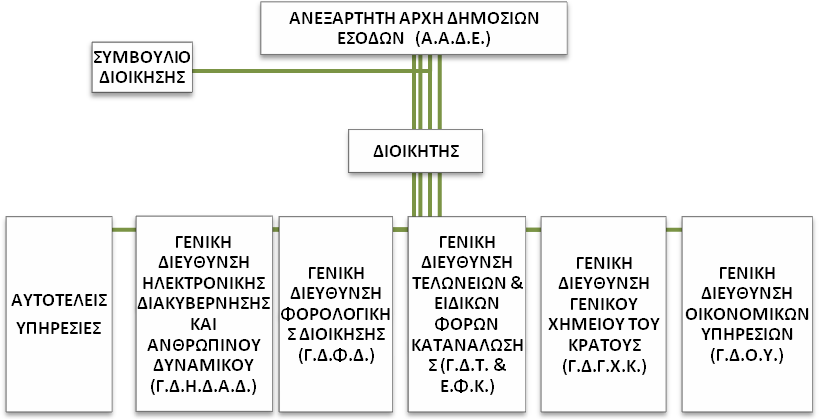 ΑΝΕΞΑΡΤΗΤΗ ΑΡΧΗ ΔΗΜΟΣΙΩΝ
ΕΣΟΔΩΝ (Α.Α.Δ.Ε.)
ΣΥΜΒΟΥΛΙΟ
ΔΙΟΙΚΗΣΗΣ
ΔΙΟΙΚΗΤΗΣ
ΑΥΤΟΤΕΛΕΙΣ
ΥΠΗΡΕΣΙΕΣ
ΓΕΝΙΚΗ
ΔΙΕΥΘΥΝΣΗ
ΗΛΕΚΤΡΟΝΙΚΗΣ
ΔΙΑΚΥΒΕΡΝΗΣΗΣ
ΚΑΙ
ΑΝΘΡΩΠΙΝΟΥ
ΔΥΝΑΜΙΚΟΥ
(Γ.Δ.Η.Δ.Α.Δ.)
ΓΕΝΙΚΗ
ΔΙΕΥΘΥΝΣΗ
ΦΟΡΟΛΟΓΙΚΗ
Σ ΔΙΟΙΚΗΣΗΣ
(Γ.Δ.Φ.Δ.)
ΓΕΝΙΚΗ
ΔΙΕΥΘΥΝΣΗ
ΤΕΛΩΝΕΙΩΝ &
ΕΙΔΙΚΩΝ
ΦΟΡΩΝ
ΚΑΤΑΝΑΛΩΣΗ
Σ (Γ.Δ.Τ. &
Ε.Φ.Κ.)
ΓΕΝΙΚΗ
ΔΙΕΥΘΥΝΣΗ
ΓΕΝΙΚΟΥ
ΧΗΜΕΙΟΥ ΤΟΥ
ΚΡΑΤΟΥΣ
(Γ.Δ.Γ.Χ.Κ.)
ΓΕΝΙΚΗ
ΔΙΕΥΘΥΝΣΗ
ΟΙΚΟΝΟΜΙΚΩΝ
ΥΠΗΡΕΣΙΩΝ
(Γ.Δ.Ο.Υ.)